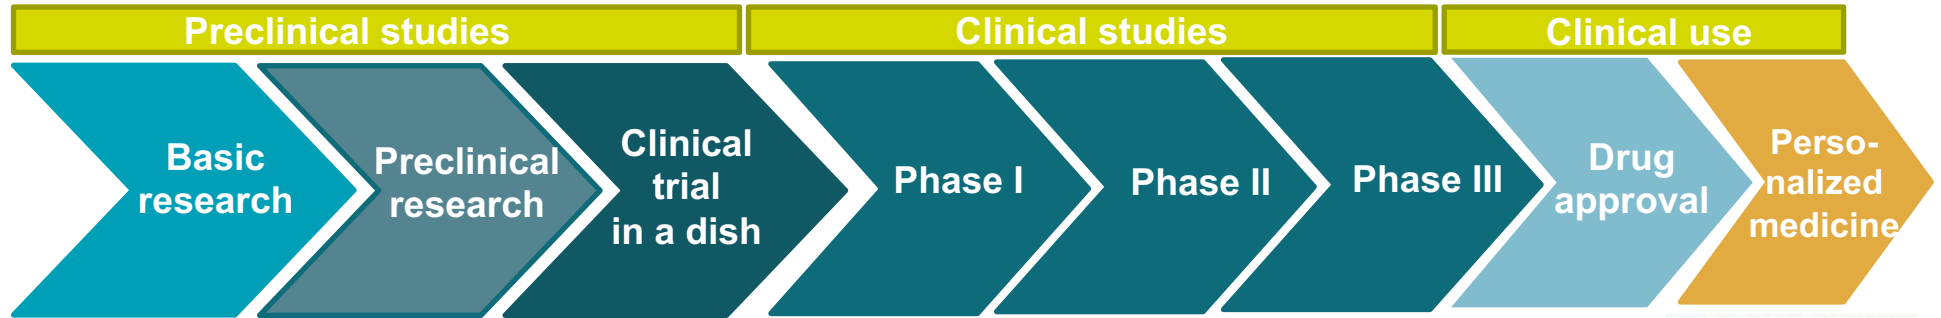 Preclinical studies
Clinical studies
Clinical use
Basic
research
Preclinical
research
Clinical
trial
in a dish
Phase I
Phase II
Phase III
Drug
approval
Perso-
nalized
medicine